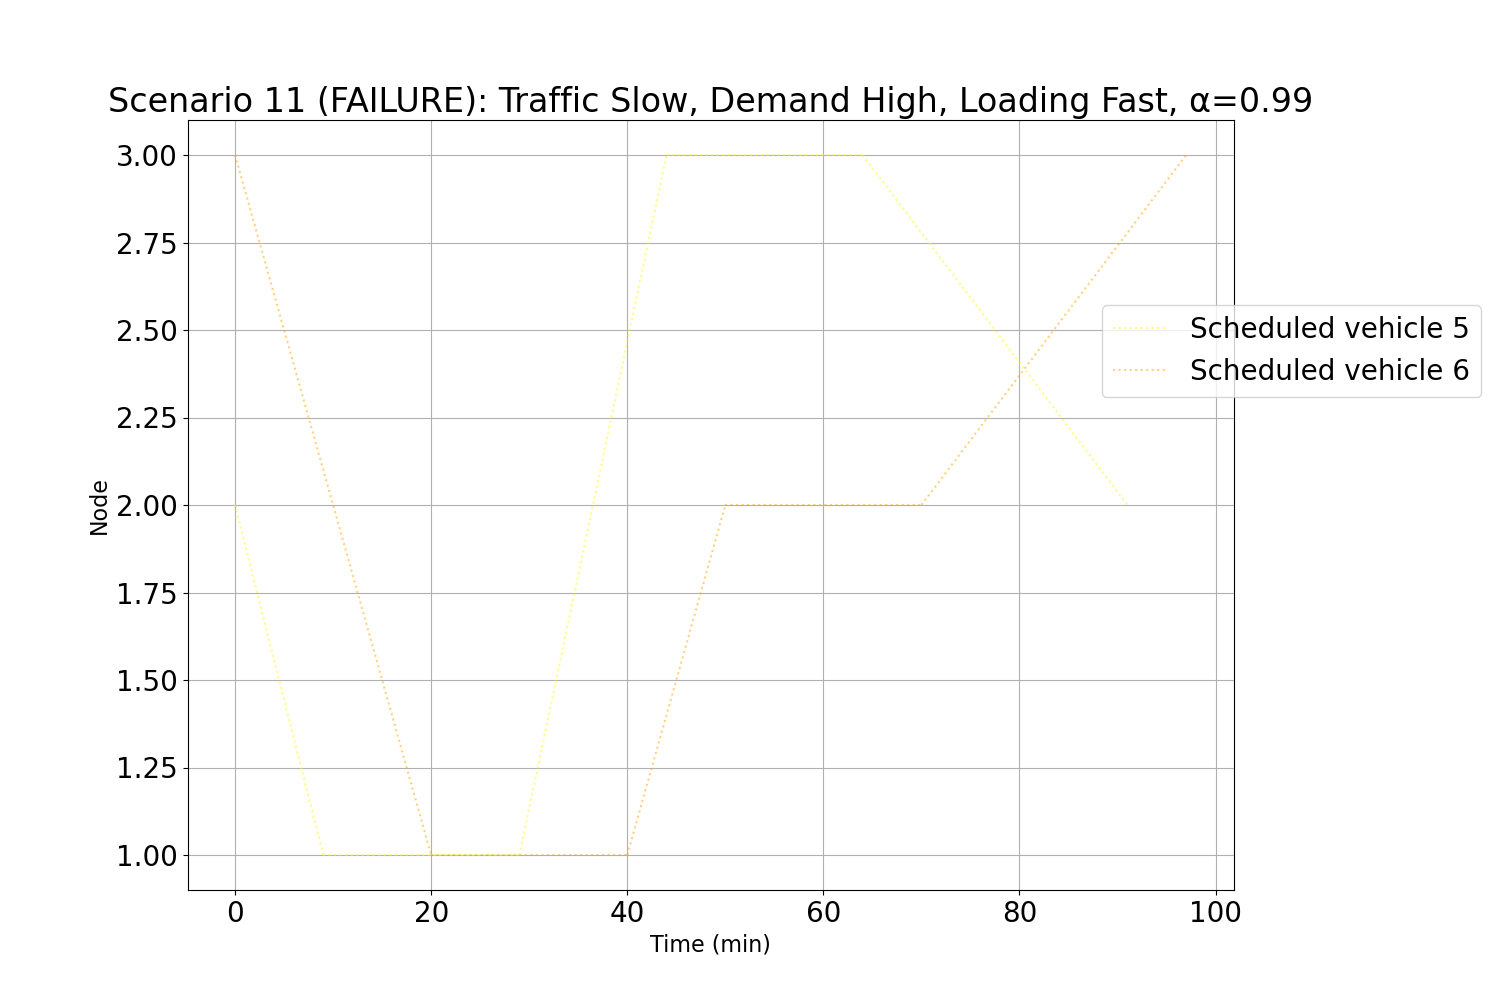 Scenario 11 (FAILURE): Traffic Slow, Demand High, Loading Fast, α=0.99
3.00
2.75
2.50
2.25
2.00
1.75
1.50
1.25
1.00
Node
Scheduled vehicle 5
Scheduled vehicle 6
0 20 40 60 80 100
Time (min)